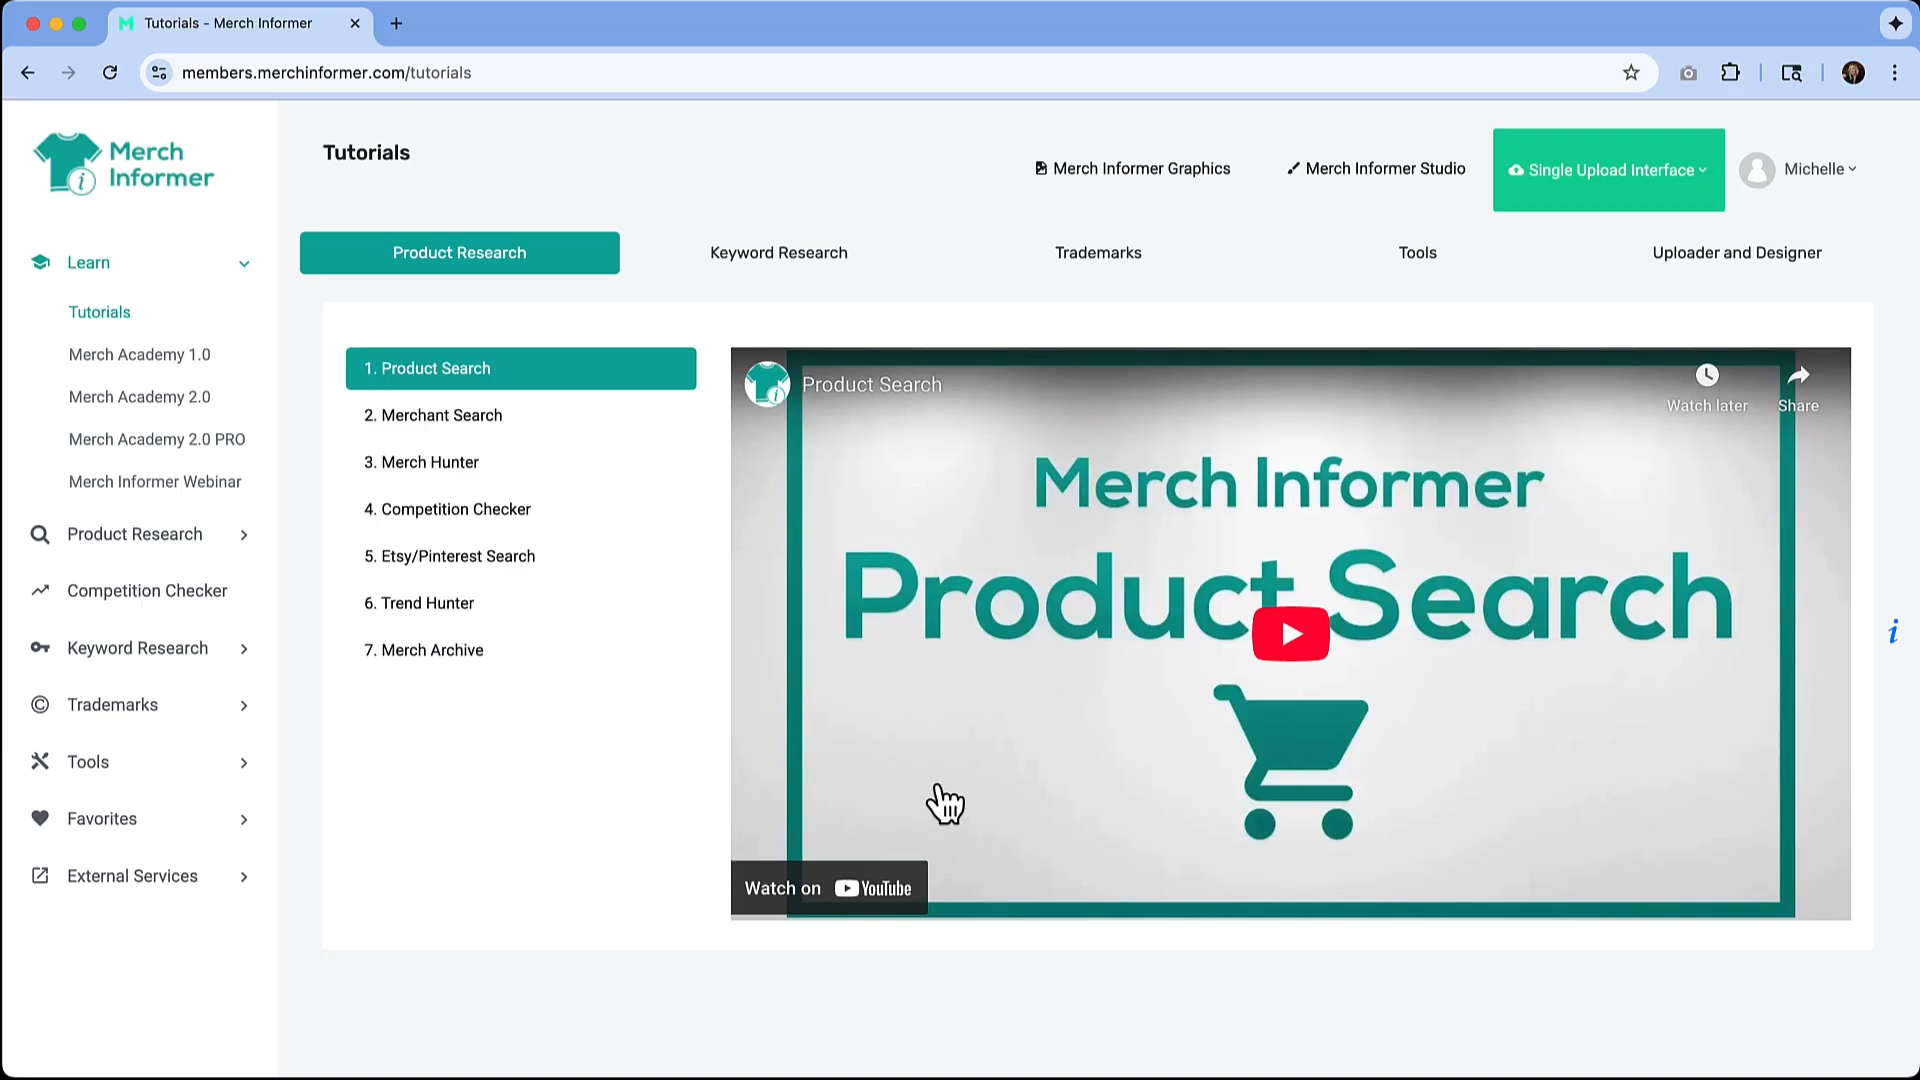 Tutorials - Merch Informer
members.merchinformer.com/tutorials
Merch Informer
Tutorials
Merch Informer Graphics
Merch Informer Studio
Single Upload Interface
Michelle
Product Research
Keyword Research
Trademarks
Tools
Uploader and Designer
Learn
Tutorials
Merch Academy 1.0
Merch Academy 2.0
Merch Academy 2.0 PRO
Merch Informer Webinar
Product Research
Competition Checker
Keyword Research
Trademarks
Tools
Favorites
External Services
1. Product Search
2. Merchant Search
3. Merch Hunter
4. Competition Checker
5. Etsy/Pinterest Search
6. Trend Hunter
7. Merch Archive
Product Search
Watch later
Share
Merch Informer
Product Search
Watch on YouTube
i